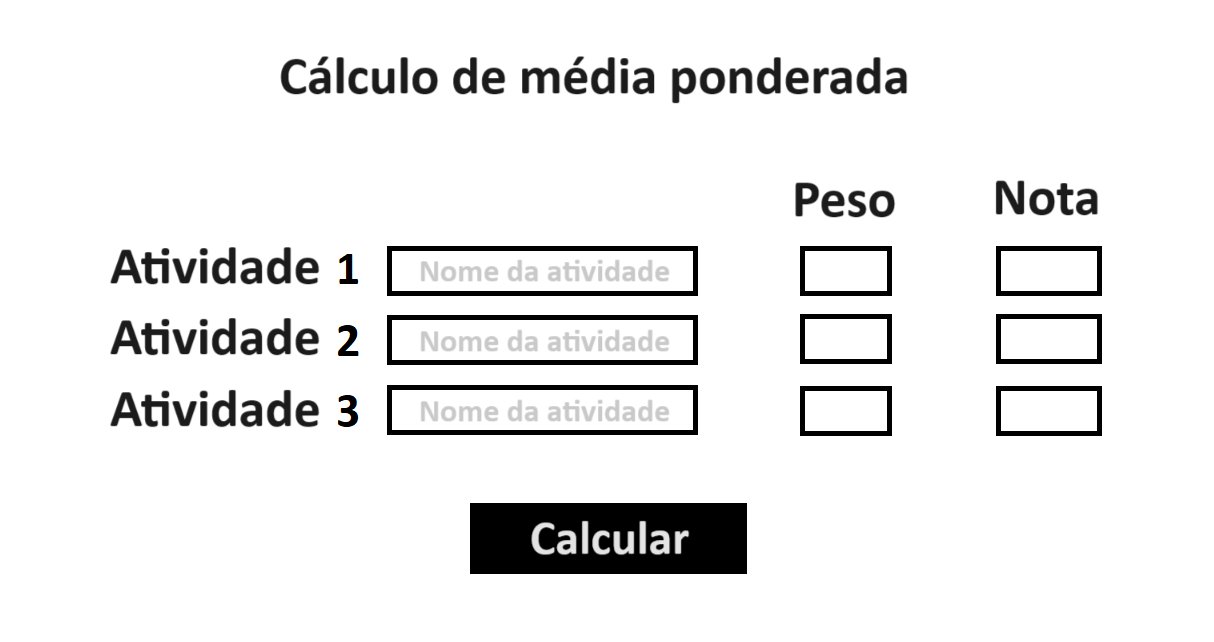 Cálculo de média ponderada
Peso Nota
Atividade 1 Nome da atividade
Atividade 2 Nome da atividade
Atividade 3 Nome da atividade
Calcular